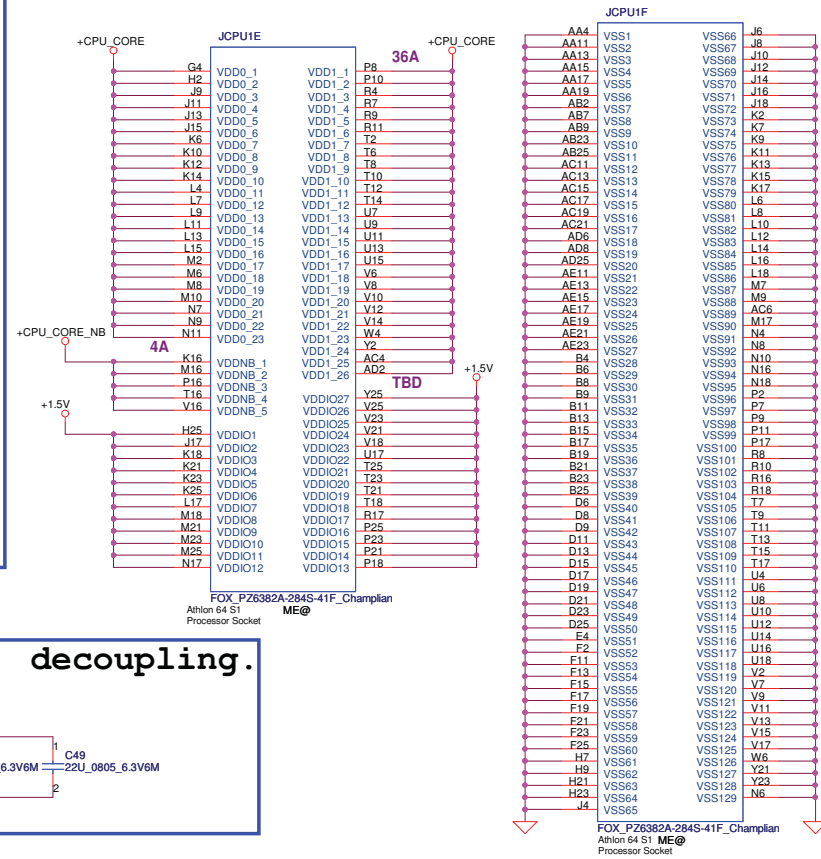 JCPU1E
+CPU_CORE +CPU_CORE
36A
G4 VDD0_1 VDD1_1 P8
H2 VDD0_2 VDD1_2 P10
J9 VDD0_3 VDD1_3 R4
J11 VDD0_4 VDD1_4 R7
J13 VDD0_5 VDD1_5 R9
J15 VDD0_6 VDD1_6 R11
K6 VDD0_7 VDD1_7 T2
K10 VDD0_8 VDD1_8 T6
K12 VDD0_9 VDD1_9 T8
K14 VDD0_10 VDD1_10 T10
L4 VDD0_11 VDD1_11 T12
L7 VDD0_12 VDD1_12 T14
L9 VDD0_13 VDD1_13 U7
L11 VDD0_14 VDD1_14 U9
L13 VDD0_15 VDD1_15 U11
L15 VDD0_16 VDD1_16 U13
M2 VDD0_17 VDD1_17 U15
M6 VDD0_18 VDD1_18 V6
M8 VDD0_19 VDD1_19 V8
M10 VDD0_20 VDD1_20 V10
N7 VDD0_21 VDD1_21 V12
N9 VDD0_22 VDD1_22 V14
N11 VDD0_23 VDD1_23 W4
VDD1_24 Y2
+CPU_CORE_NB
4A
K16 VDDNB_1 VDD1_25 AC4
M16 VDDNB_2 VDD1_26 AD2
P16 VDDNB_3
T16 VDDNB_4
V16 VDDNB_5
TBD
+1.5V
+1.5V
VDDIO27 Y25
VDDIO26 V25
VDDIO25 V23
H25 VDDIO1 VDDIO24 V21
J17 VDDIO2 VDDIO23 V18
K18 VDDIO3 VDDIO22 U17
K21 VDDIO4 VDDIO21 T25
K23 VDDIO5 VDDIO20 T23
K25 VDDIO6 VDDIO19 T21
L17 VDDIO7 VDDIO18 T18
M18 VDDIO8 VDDIO17 R17
M21 VDDIO9 VDDIO16 P25
M23 VDDIO10 VDDIO15 P23
M25 VDDIO11 VDDIO14 P21
N17 VDDIO12 VDDIO13 P18
FOX_PZ6382A-284S-41F_Champlian
Athlon 64 S1 ME@
Processor Socket
decoupling.
1
C49
6.3V6M 22U_0805_6.3V6M
2
JCPU1F
AA4 VSS1 VSS66 J6
AA11 VSS2 VSS67 J8
AA13 VSS3 VSS68 J10
AA15 VSS4 VSS69 J12
AA17 VSS5 VSS70 J14
AA19 VSS6 VSS71 J16
AB2 VSS7 VSS72 J18
AB7 VSS8 VSS73 K2
AB9 VSS9 VSS74 K7
AB23 VSS10 VSS75 K9
AB25 VSS11 VSS76 K11
AC11 VSS12 VSS77 K13
AC13 VSS13 VSS78 K15
AC15 VSS14 VSS79 K17
AC17 VSS15 VSS80 L6
AC19 VSS16 VSS81 L8
AC21 VSS17 VSS82 L10
AD6 VSS18 VSS83 L12
AD8 VSS19 VSS84 L14
AD25 VSS20 VSS85 L16
AE11 VSS21 VSS86 L18
AE13 VSS22 VSS87 M7
AE15 VSS23 VSS88 M9
AE17 VSS24 VSS89 AC6
AE19 VSS25 VSS90 M17
AE21 VSS26 VSS91 N4
AE23 VSS27 VSS92 N8
B4 VSS28 VSS93 N10
B6 VSS29 VSS94 N16
B8 VSS30 VSS95 N18
B9 VSS31 VSS96 P2
B11 VSS32 VSS97 P7
B13 VSS33 VSS98 P9
B15 VSS34 VSS99 P11
B17 VSS35 VSS100 P17
B19 VSS36 VSS101 R8
B21 VSS37 VSS102 R10
B23 VSS38 VSS103 R16
B25 VSS39 VSS104 R18
D6 VSS40 VSS105 T7
D8 VSS41 VSS106 T9
D9 VSS42 VSS107 T11
D11 VSS43 VSS108 T13
D13 VSS44 VSS109 T15
D15 VSS45 VSS110 T17
D17 VSS46 VSS111 U4
D19 VSS47 VSS112 U6
D21 VSS48 VSS113 U8
D23 VSS49 VSS114 U10
D25 VSS50 VSS115 U12
E4 VSS51 VSS116 U14
F2 VSS52 VSS117 U16
F11 VSS53 VSS118 U18
F13 VSS54 VSS119 V2
F15 VSS55 VSS120 V7
F17 VSS56 VSS121 V9
F19 VSS57 VSS122 V11
F21 VSS58 VSS123 V13
F23 VSS59 VSS124 V15
F25 VSS60 VSS125 V17
H7 VSS61 VSS126 W6
H9 VSS62 VSS127 Y21
H21 VSS63 VSS128 Y23
H23 VSS64 VSS129 N6
J4 VSS65
FOX_PZ6382A-284S-41F_Champlian
Athlon 64 S1 ME@
Processor Socket